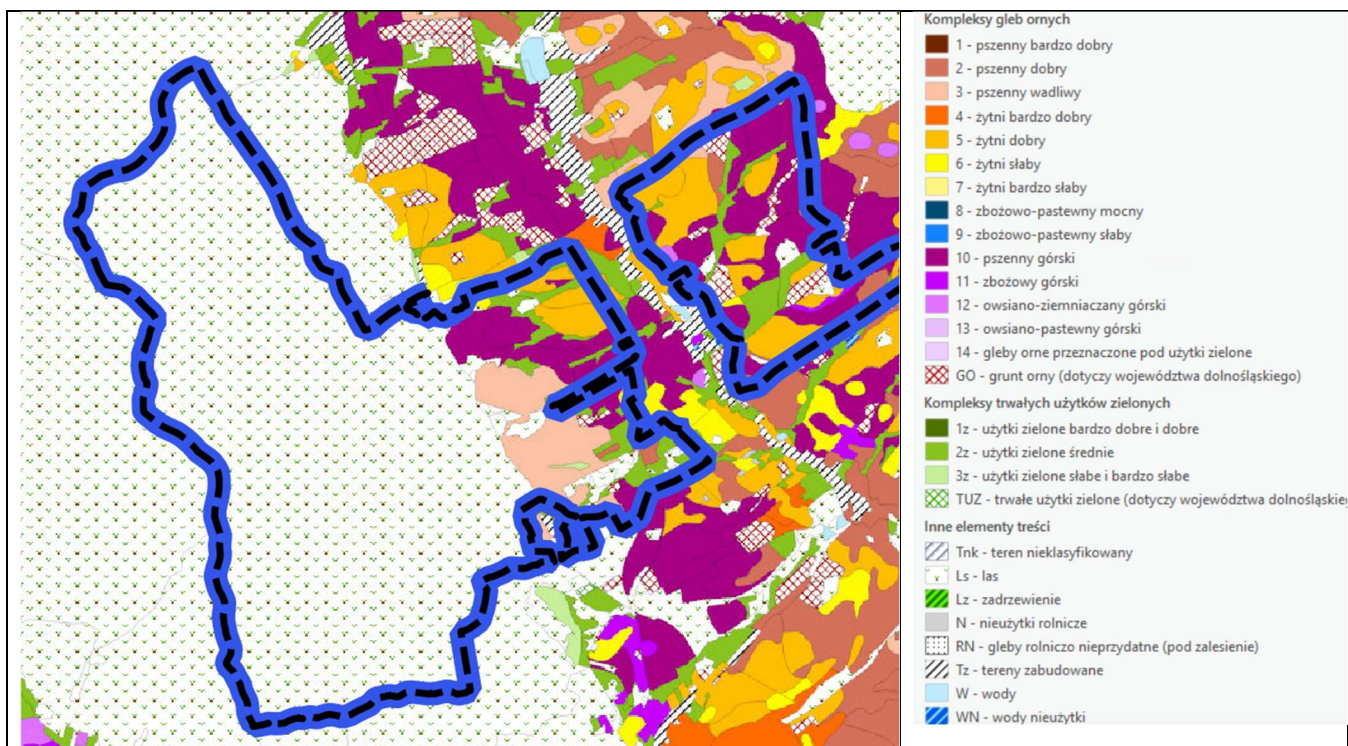 Kompleksy gleb ornych
1 - pszenny bardzo dobry
2 - pszenny dobry
3 - pszenny wadliwy
4 - żytni bardzo dobry
5 - żytni dobry
6 - żytni słaby
7 - żytni bardzo słaby
8 - zbożowo-pastewny mocny
9 - zbożowo-pastewny słaby
10 - pszenny górski
11 - zbożowy górski
12 - owsiano-ziemniaczany górski
13 - owsiano-pastewny górski
14 - gleby orne przeznaczone pod użytki zielone
GO - grunt orny (dotyczy województwa dolnośląskiego)
Kompleksy trwałych użytków zielonych
1z - użytki zielone bardzo dobre i dobre
2z - użytki zielone średnie
3z - użytki zielone słabe i bardzo słabe
TUZ - trwałe użytki zielone (dotyczy województwa dolnośląskie
Inne elementy treści
Tnk - teren nieklasyfikowany
Ls - las
Lz - zadrzewienie
N - nieużytki rolnicze
RN - gleby rolniczo nieprzydatne (pod zalesienie)
Tz - tereny zabudowane
W - wody
WN - wody nieużytki